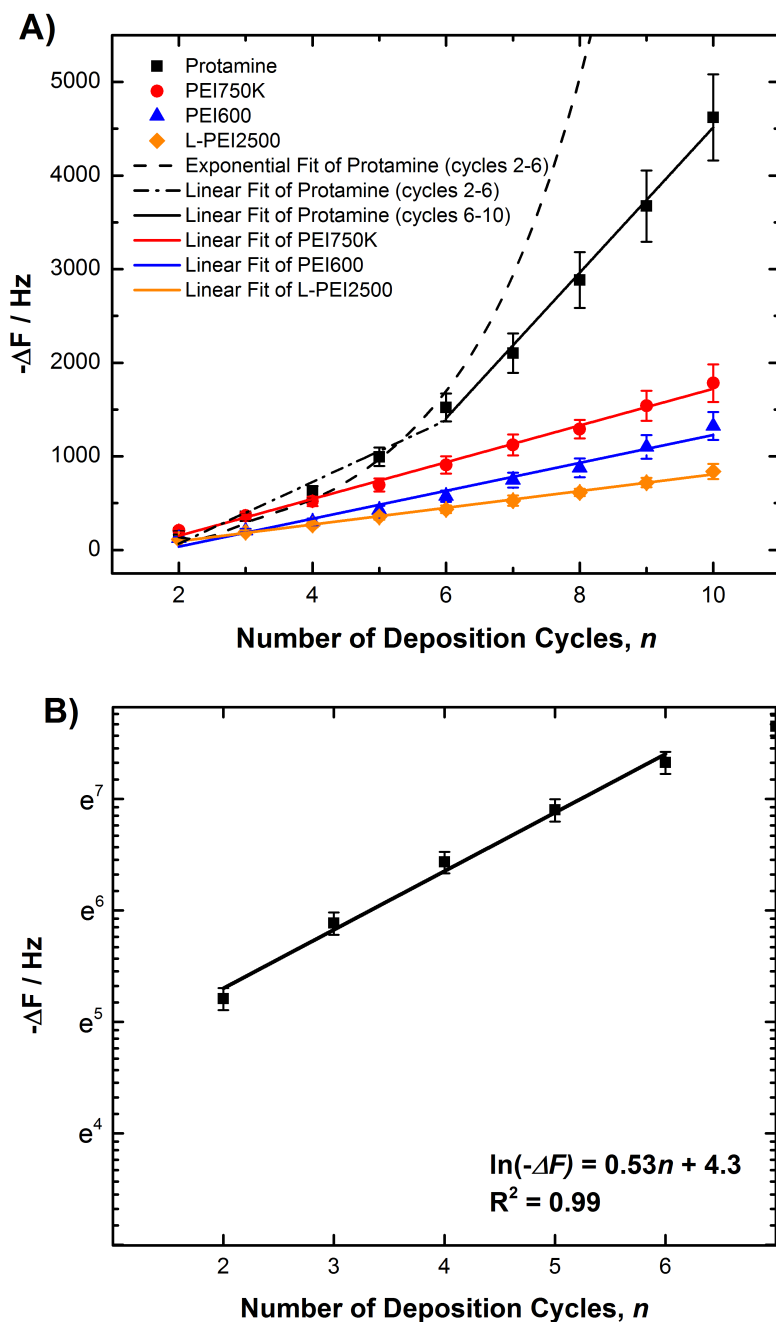 A)
Protamine
PEI750K
PEI600
L-PEI2500
Exponential Fit of Protamine (cycles 2-6)
Linear Fit of Protamine (cycles 2-6)
Linear Fit of Protamine (cycles 6-10)
Linear Fit of PEI750K
Linear Fit of PEI600
Linear Fit of L-PEI2500
5000
4000
3000
2000
1000
0
-ΔF / Hz
2 4 6 8 10
Number of Deposition Cycles, n
B)
e⁷
e⁶
e⁵
e⁴
-ΔF / Hz
ln(-ΔF) = 0.53n + 4.3
R² = 0.99
2 3 4 5 6
Number of Deposition Cycles, n